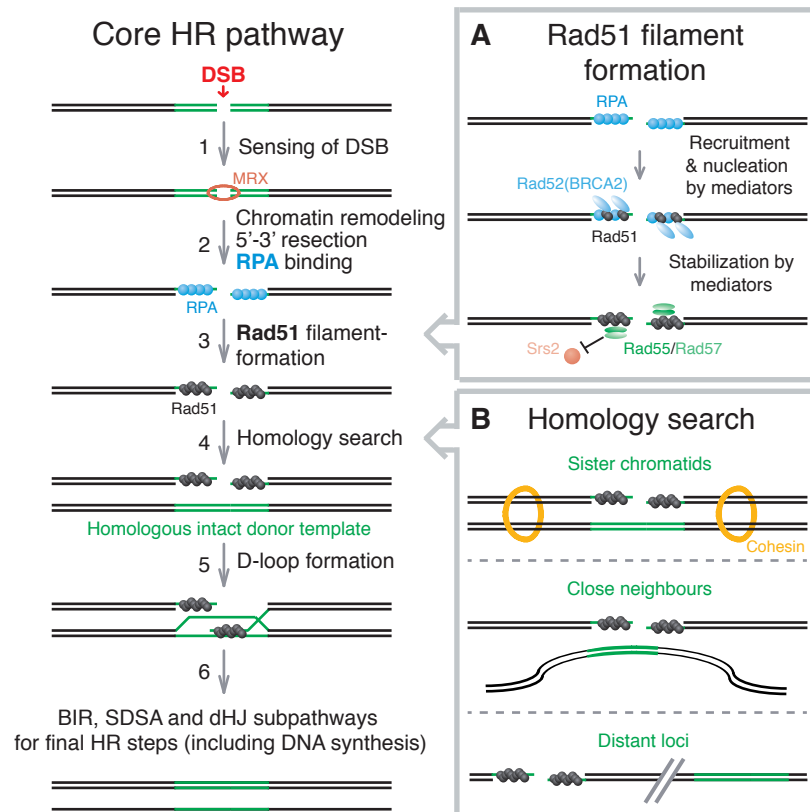 Core HR pathway
DSB
1 Sensing of DSB
MRX
Chromatin remodeling
2 5'-3' resection
RPA binding
RPA
3 Rad51 filament-
formation
Rad51
4 Homology search
Homologous intact donor template
5 D-loop formation
6
BIR, SDSA and dHJ subpathways
for final HR steps (including DNA synthesis)
A Rad51 filament
formation
RPA
Recruitment
& nucleation
by mediators
Rad52(BRCA2)
Rad51
Stabilization by
mediators
Srs2
Rad55/Rad57
B Homology search
Sister chromatids
Cohesin
Close neighbours
Distant loci